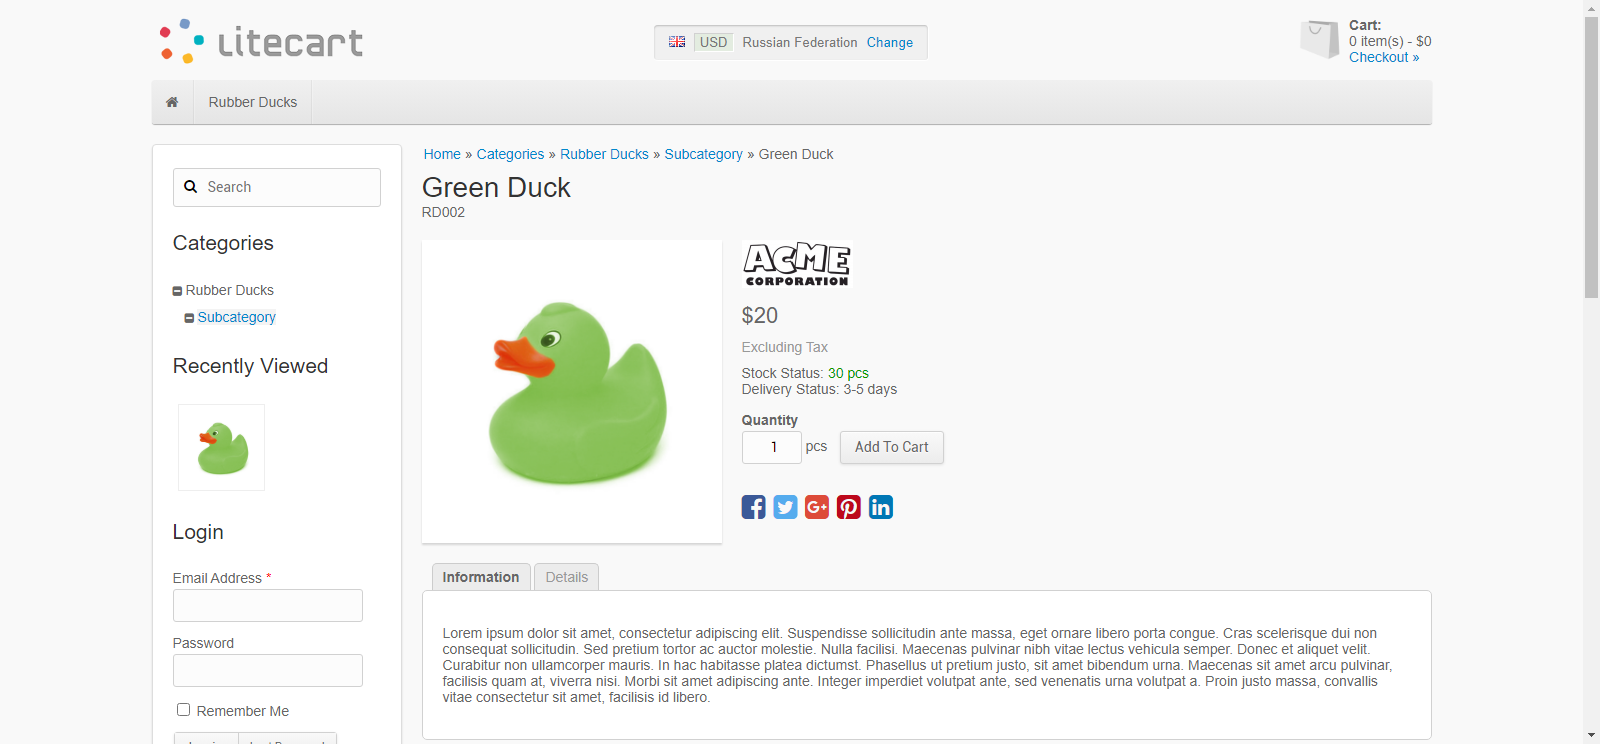 litecart
USD Russian Federation Change
Cart:
0 item(s) - $0
Checkout »
Rubber Ducks
Search
Categories
Rubber Ducks
Subcategory
Recently Viewed
Login
Email Address *
Password
Remember Me
Home » Categories » Rubber Ducks » Subcategory » Green Duck
Green Duck
RD002
ACME
CORPORATION
$20
Excluding Tax
Stock Status: 30 pcs
Delivery Status: 3-5 days
Quantity
1 pcs Add To Cart
Information Details
Lorem ipsum dolor sit amet, consectetur adipiscing elit. Suspendisse sollicitudin ante massa, eget ornare libero porta congue. Cras scelerisque dui non
consequat sollicitudin. Sed pretium tortor ac auctor molestie. Nulla facilisi. Maecenas pulvinar nibh vitae lectus vehicula semper. Donec et aliquet velit.
Curabitur non ullamcorper mauris. In hac habitasse platea dictumst. Phasellus ut pretium justo, sit amet bibendum urna. Maecenas sit amet arcu pulvinar,
facilisis quam at, viverra nisi. Morbi sit amet adipiscing ante. Integer imperdiet volutpat ante, sed venenatis urna volutpat a. Proin justo massa, convallis
vitae consectetur sit amet, facilisis id libero.